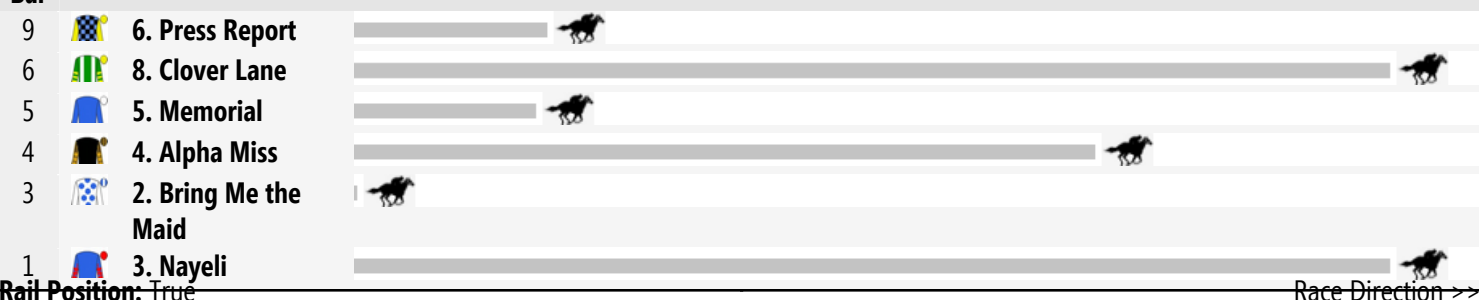 Bar
9 6. Press Report
6 8. Clover Lane
5 5. Memorial
4 4. Alpha Miss
3 2. Bring Me the
Maid
1 3. Nayeli
Rail Position: True Race Direction >>